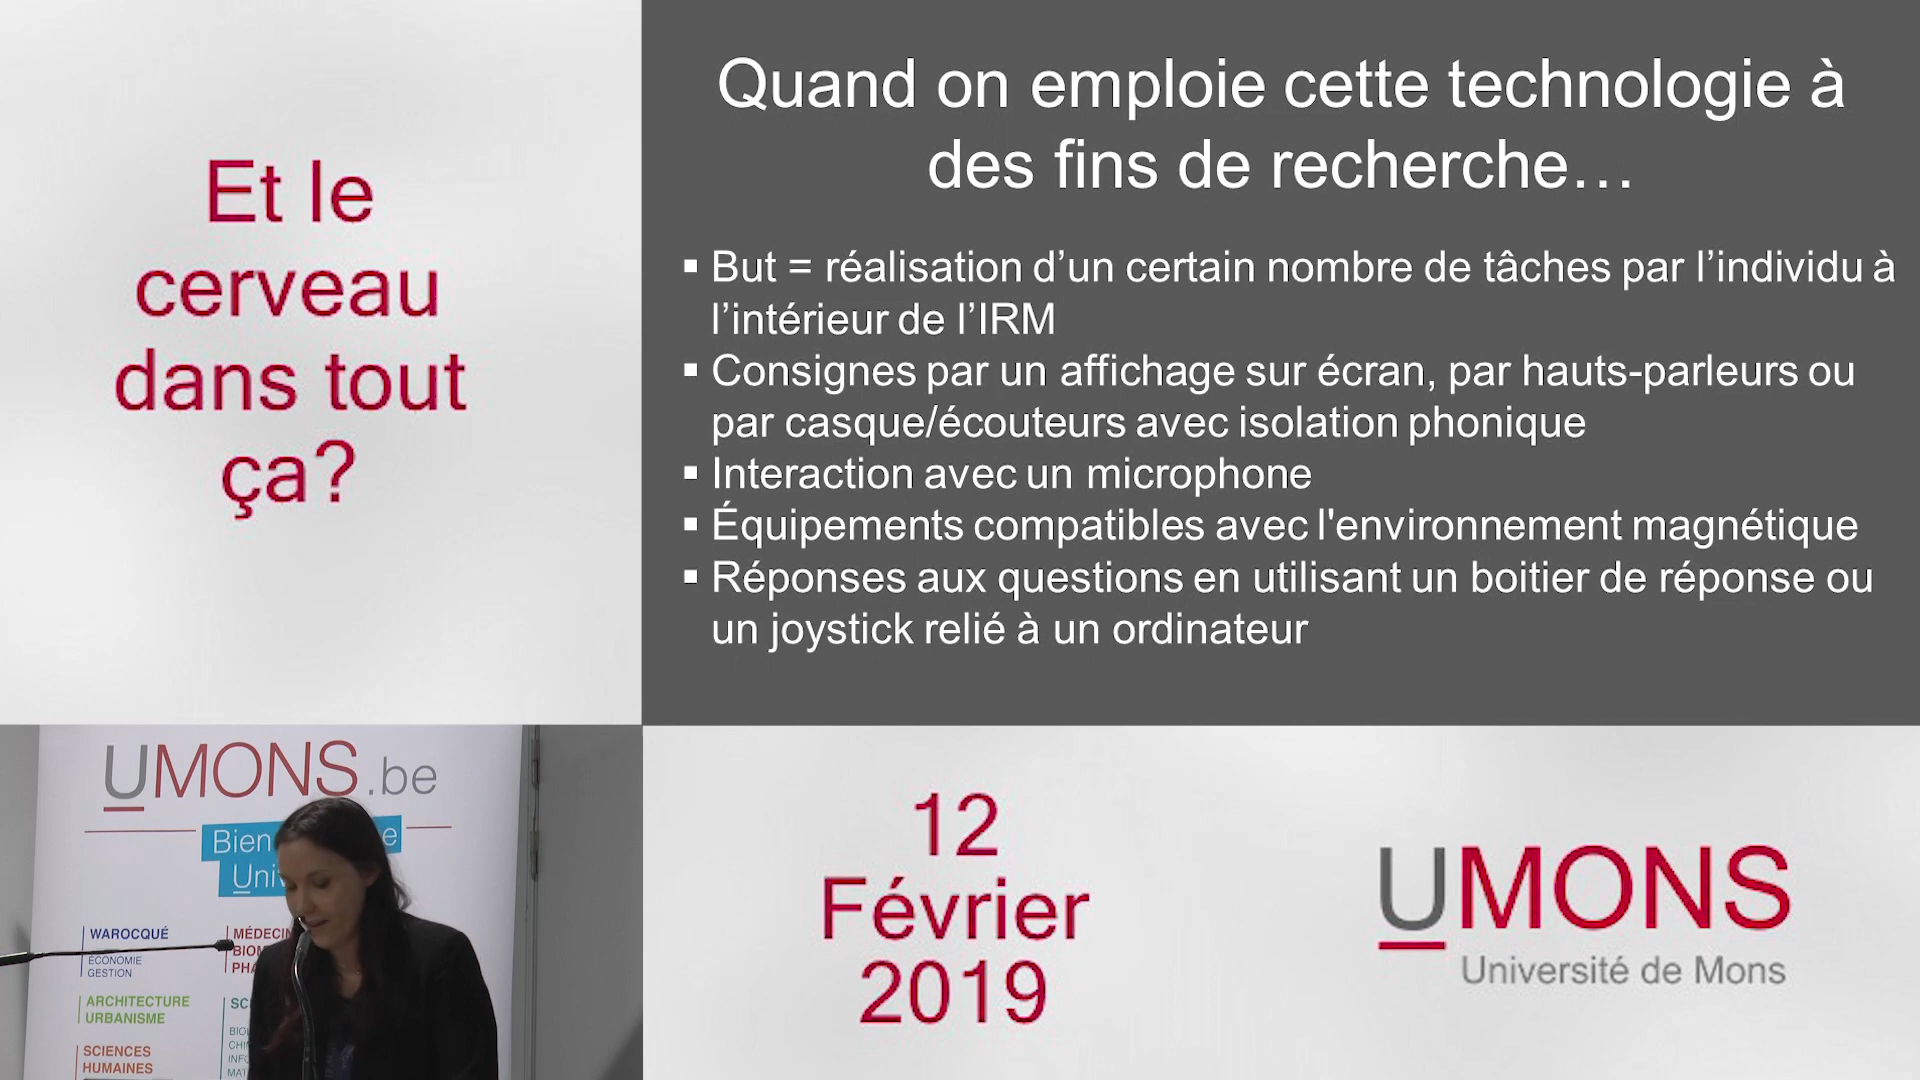 Et le
cerveau
dans tout
ça?
Quand on emploie cette technologie à
des fins de recherche…
▪ But = réalisation d’un certain nombre de tâches par l’individu à
l’intérieur de l’IRM
▪ Consignes par un affichage sur écran, par hauts-parleurs ou
par casque/écouteurs avec isolation phonique
▪ Interaction avec un microphone
▪ Équipements compatibles avec l'environnement magnétique
▪ Réponses aux questions en utilisant un boitier de réponse ou
un joystick relié à un ordinateur
UMONS.be
WAROCQUÉ
ÉCONOMIE
GESTION
ARCHITECTURE
URBANISME
SCIENCES
HUMAINES
12
Février
2019
UMONS
Université de Mons